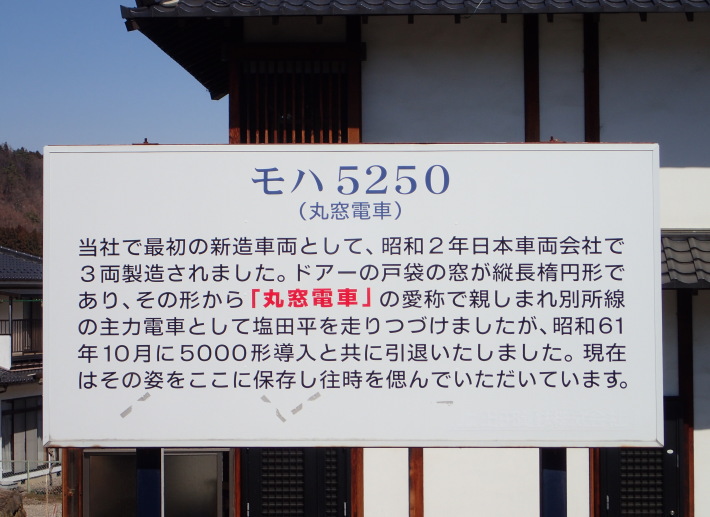 モハ5250
(丸窓電車)
当社で最初の新造車両として、昭和2年日本車両会社で
3両製造されました。ドアーの戸袋の窓が縦長楕円形で
あり、その形から「丸窓電車」の愛称で親しまれ別所線
の主力電車として塩田平を走りつづけましたが、昭和61
年10月に5000形導入と共に引退いたしました。現在
はその姿をここに保存し往時を偲んでいただいています。